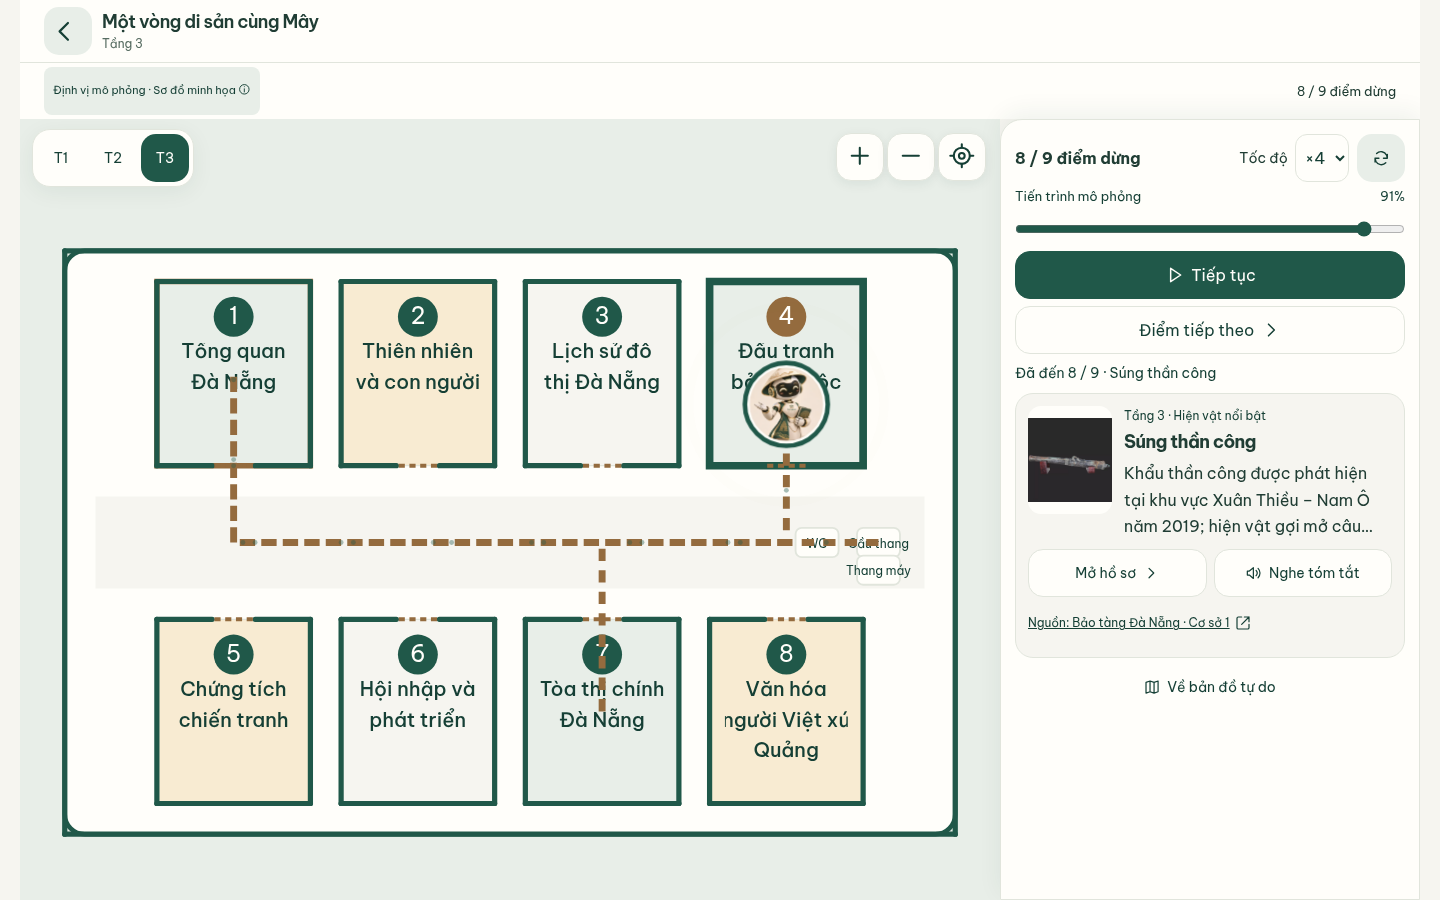 Một vòng di sản cùng Mây
Tầng 3
Định vị mô phỏng · Sơ đồ minh họa
8 / 9 điểm dừng
T1
T2
T3
1
Tổng quan
Đà Nẵng
2
Thiên nhiên
và con người
3
Lịch sử đô
thị Đà Nẵng
4
Đấu tranh
WC
Cầu thang
Thang máy
5
Chứng tích
chiến tranh
6
Hội nhập và
phát triển
7
Tòa thị chính
Đà Nẵng
8
Văn hóa
người Việt xứ
Quảng
8 / 9 điểm dừng
Tốc độ
×4
Tiến trình mô phỏng
91%
Tiếp tục
Điểm tiếp theo
Đã đến 8 / 9 · Súng thần công
Tầng 3 · Hiện vật nổi bật
Súng thần công
Khẩu thần công được phát hiện
tại khu vực Xuân Thiều – Nam Ô
năm 2019; hiện vật gợi mở câu...
Mở hồ sơ
Nghe tóm tắt
Nguồn: Bảo tàng Đà Nẵng · Cơ sở 1
Về bản đồ tự do